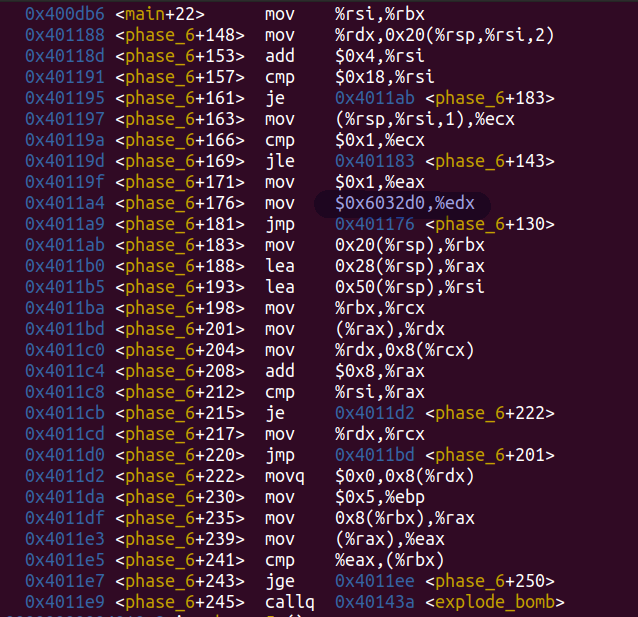 0x400db6 <main+22> mov %rsi,%rbx
0x401188 <phase_6+148> mov %rdx,0x20(%rsp,%rsi,2)
0x40118d <phase_6+153> add $0x4,%rsi
0x401191 <phase_6+157> cmp $0x18,%rsi
0x401195 <phase_6+161> je 0x4011ab <phase_6+183>
0x401197 <phase_6+163> mov (%rsp,%rsi,1),%ecx
0x40119a <phase_6+166> cmp $0x1,%ecx
0x40119d <phase_6+169> jle 0x401183 <phase_6+143>
0x40119f <phase_6+171> mov $0x1,%eax
0x4011a4 <phase_6+176> mov $0x6032d0,%edx
0x4011a9 <phase_6+181> jmp 0x401176 <phase_6+130>
0x4011ab <phase_6+183> mov 0x20(%rsp),%rbx
0x4011b0 <phase_6+188> lea 0x28(%rsp),%rax
0x4011b5 <phase_6+193> lea 0x50(%rsp),%rsi
0x4011ba <phase_6+198> mov %rbx,%rcx
0x4011bd <phase_6+201> mov (%rax),%rdx
0x4011c0 <phase_6+204> mov %rdx,0x8(%rcx)
0x4011c4 <phase_6+208> add $0x8,%rax
0x4011c8 <phase_6+212> cmp %rsi,%rax
0x4011cb <phase_6+215> je 0x4011d2 <phase_6+222>
0x4011cd <phase_6+217> mov %rdx,%rcx
0x4011d0 <phase_6+220> jmp 0x4011bd <phase_6+201>
0x4011d2 <phase_6+222> movq $0x0,0x8(%rdx)
0x4011da <phase_6+230> mov $0x5,%ebp
0x4011df <phase_6+235> mov 0x8(%rbx),%rax
0x4011e3 <phase_6+239> mov (%rax),%eax
0x4011e5 <phase_6+241> cmp %eax,(%rbx)
0x4011e7 <phase_6+243> jge 0x4011ee <phase_6+250>
0x4011e9 <phase_6+245> callq 0x40143a <explode_bomb>